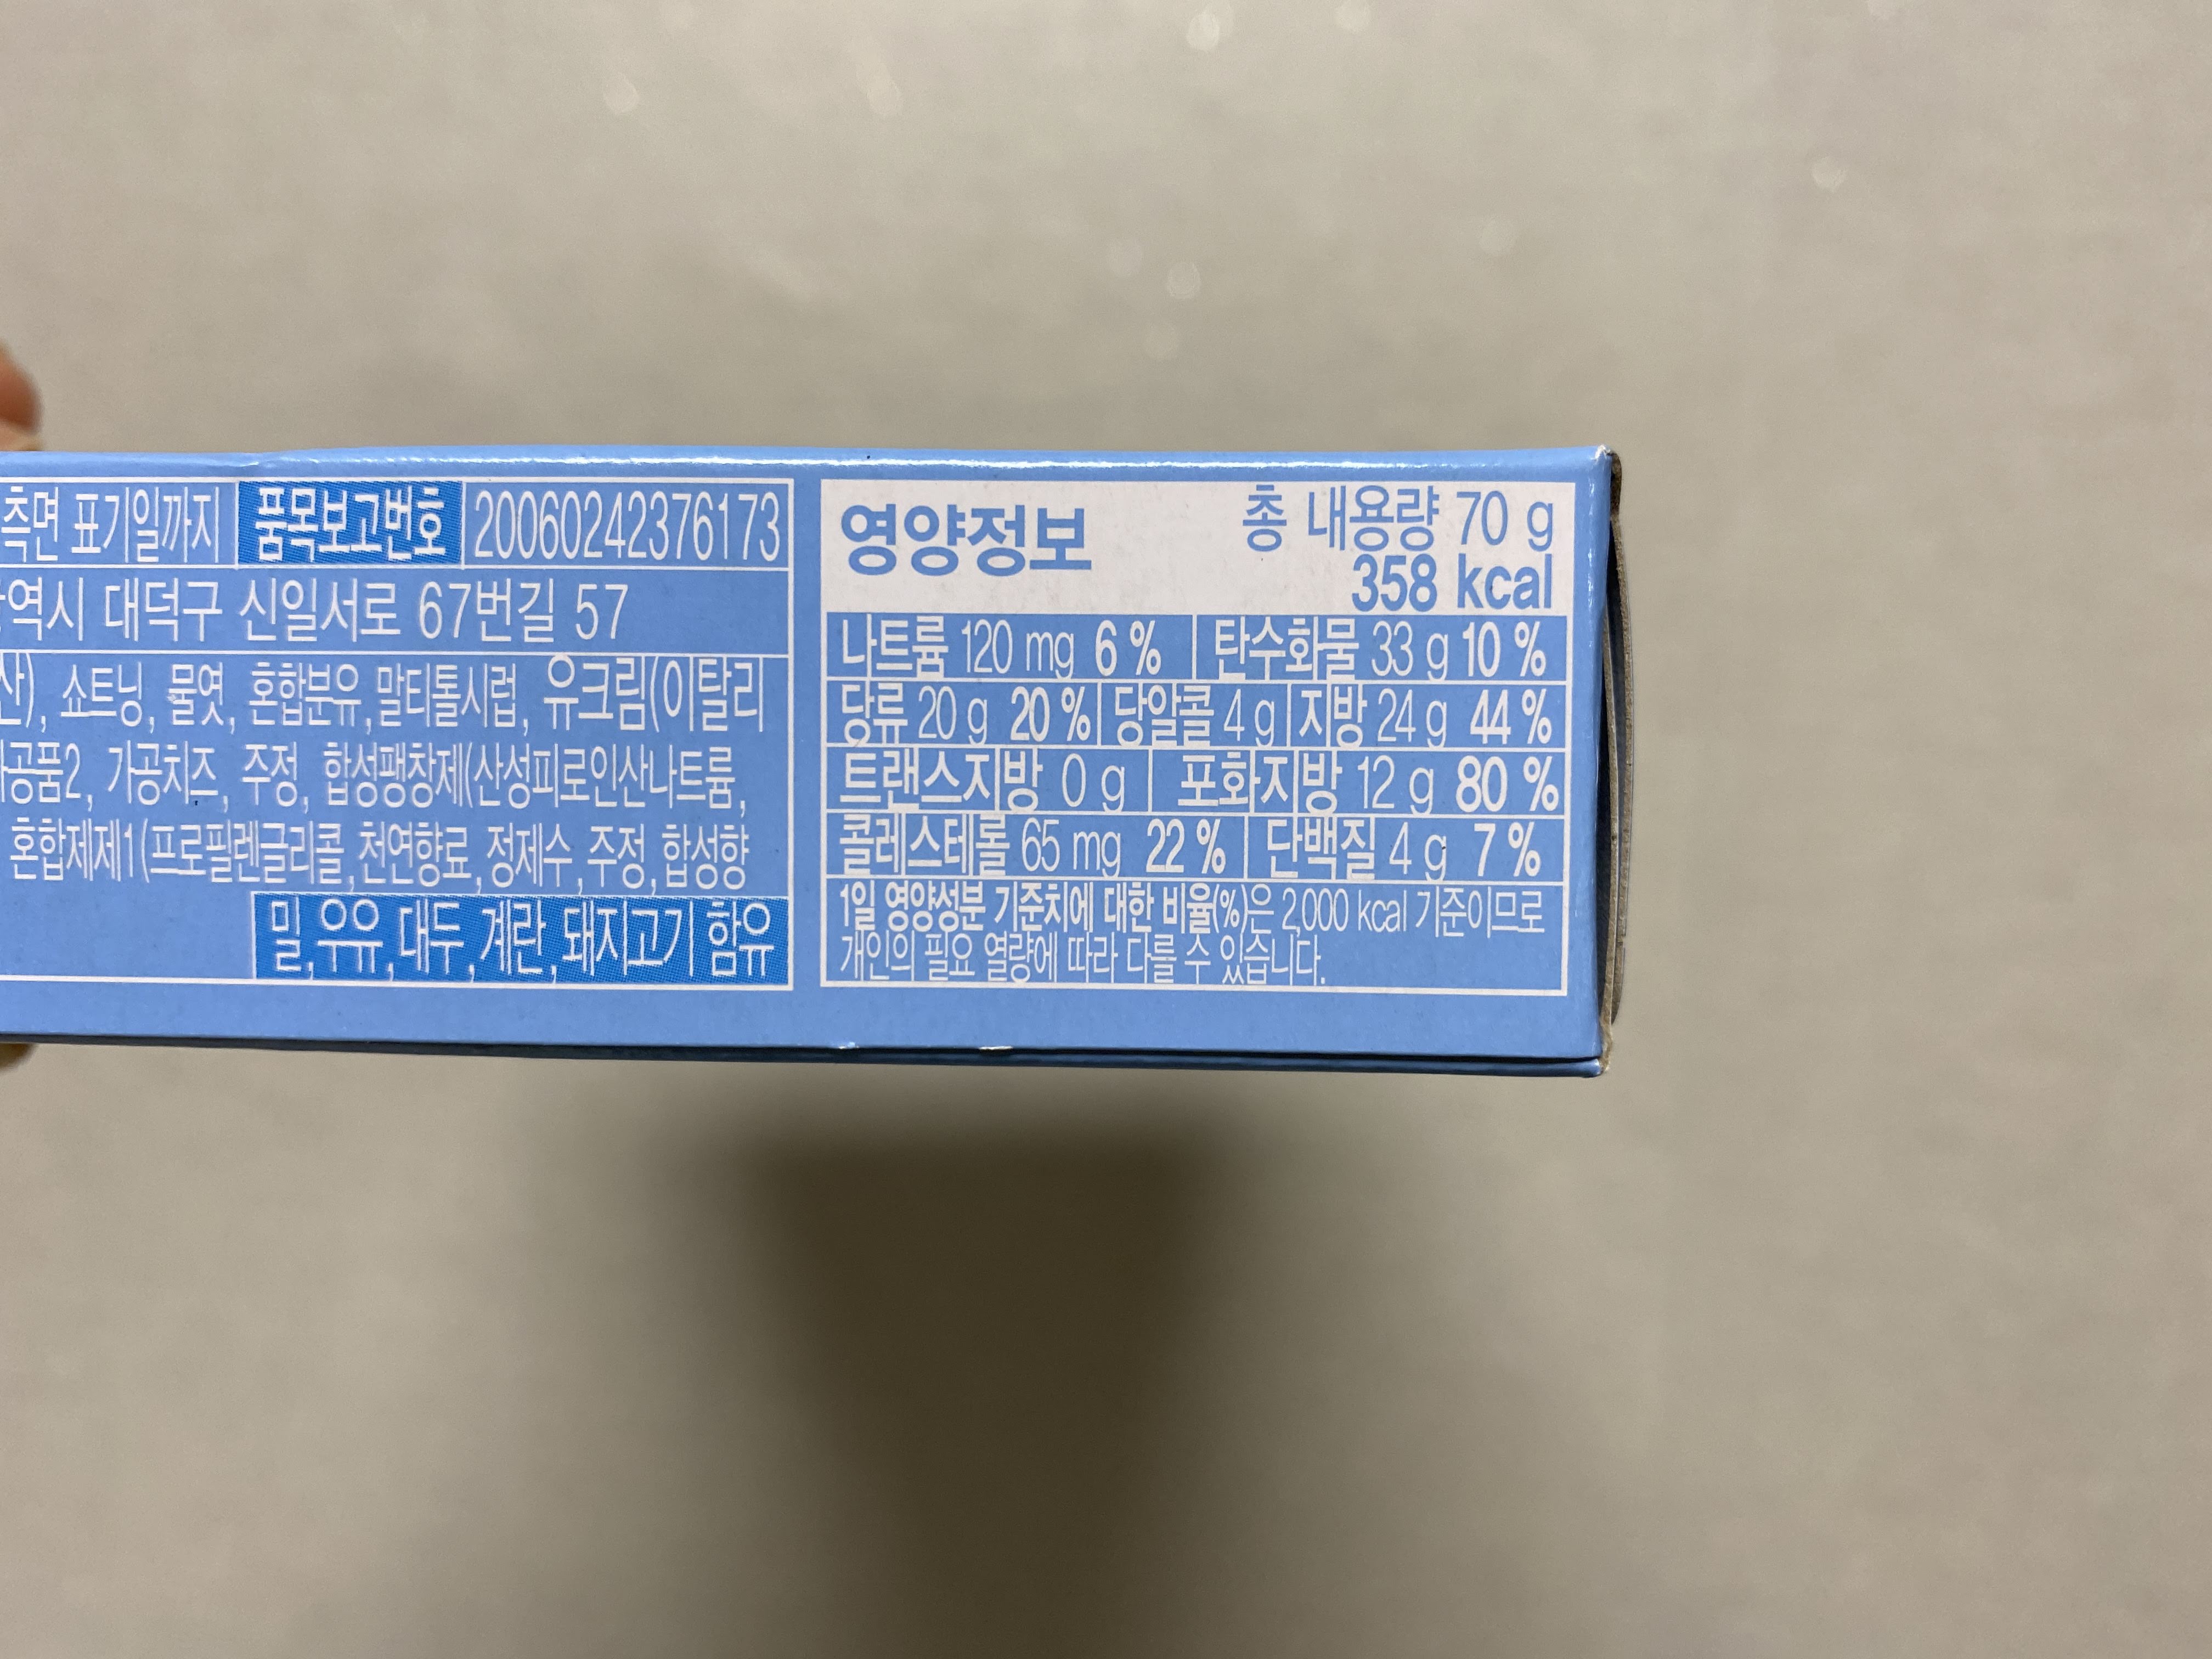 측면 표기일까지 품목보고번호 20060242376173
역시 대덕구 신일서로 67번길 57
산), 쇼트닝, 물엿, 혼합분유, 말티톨시럽, 유크림(이탈리
공품2, 가공치즈, 주정, 합성팽창제(산성피로인산나트륨,
혼합제제1(프로필렌글리콜, 천연향료, 정제수, 주정, 합성향
밀, 우유, 대두, 계란, 돼지고기 함유
영양정보 총 내용량 70 g
358 kcal
나트륨 120 mg 6 % 탄수화물 33 g 10 %
당류 20 g 20 % 당알콜 4 g 지방 24 g 44 %
트랜스지방 0 g 포화지방 12 g 80 %
콜레스테롤 65 mg 22 % 단백질 4 g 7 %
1일 영양성분 기준치에 대한 비율(%)은 2,000 kcal 기준이므로
개인의 필요 열량에 따라 다를 수 있습니다.